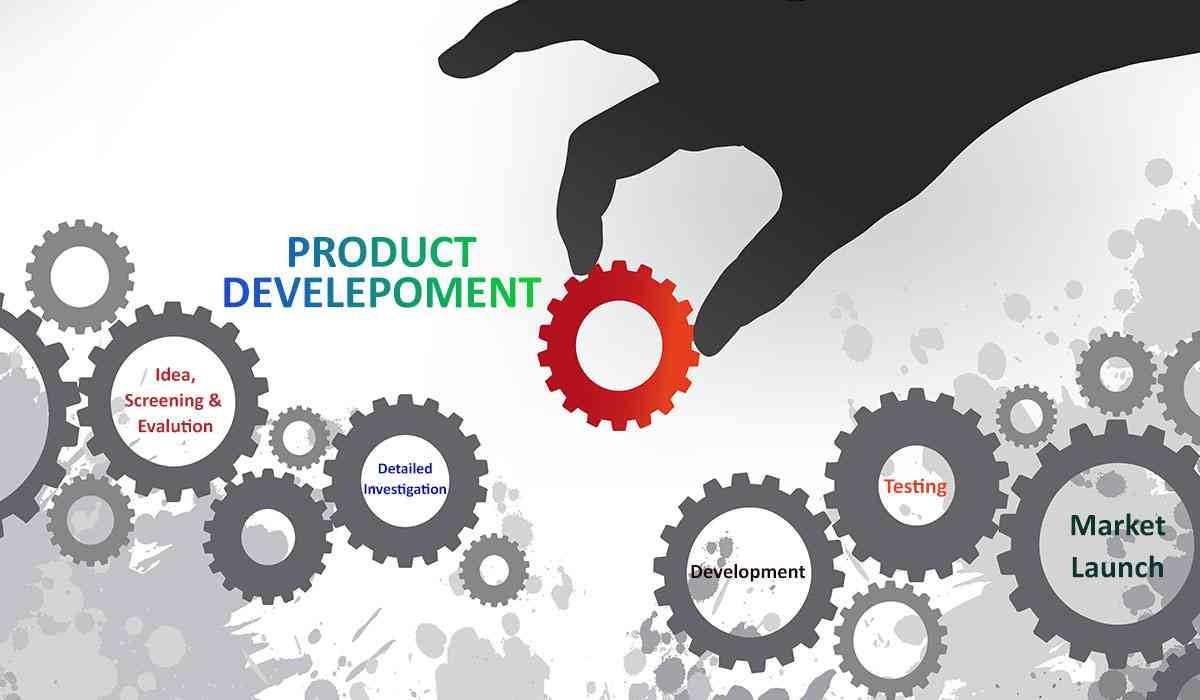 PRODUCT
DEVELEPOMENT
Idea,
Screening &
Evalution
Detailed
Investigation
Development
Testing
Market
Launch